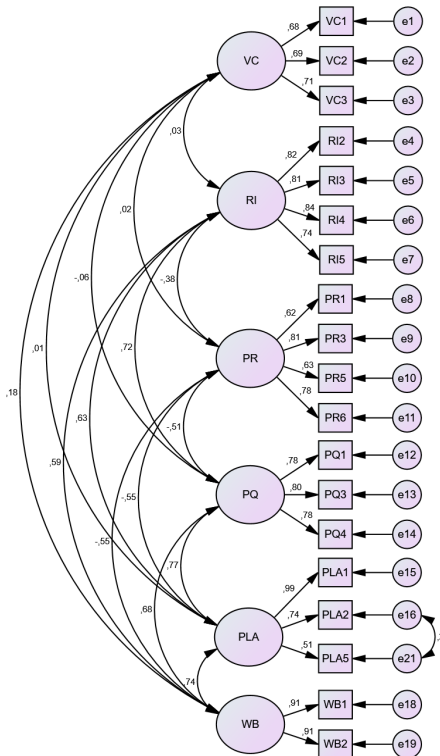 VC
,68
VC1
e1
,69
VC2
e2
,71
VC3
e3
,03
RI
,82
RI2
e4
,81
RI3
e5
,84
RI4
e6
,74
RI5
e7
,02
-,38
-,06
PR
,62
PR1
e8
,81
PR3
e9
,63
PR5
e10
,78
PR6
e11
,72
,01
,18
,63
-,51
,59
PQ
,78
PQ1
e12
,80
PQ3
e13
,78
PQ4
e14
-,55
-,55
,77
,68
PLA
,99
PLA1
e15
,74
PLA2
e16
,51
PLA5
e21
,74
WB
,91
WB1
e18
,91
WB2
e19